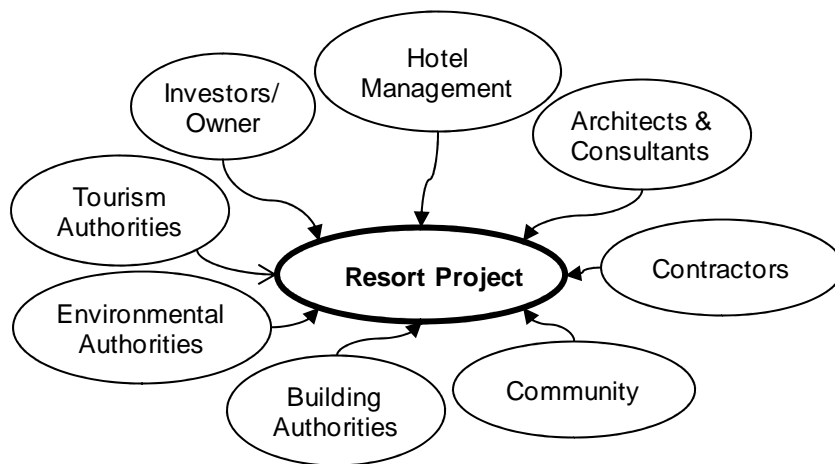 Hotel
Management
Investors/
Owner
Architects &
Consultants
Tourism
Authorities
Resort Project
Contractors
Environmental
Authorities
Building
Authorities
Community